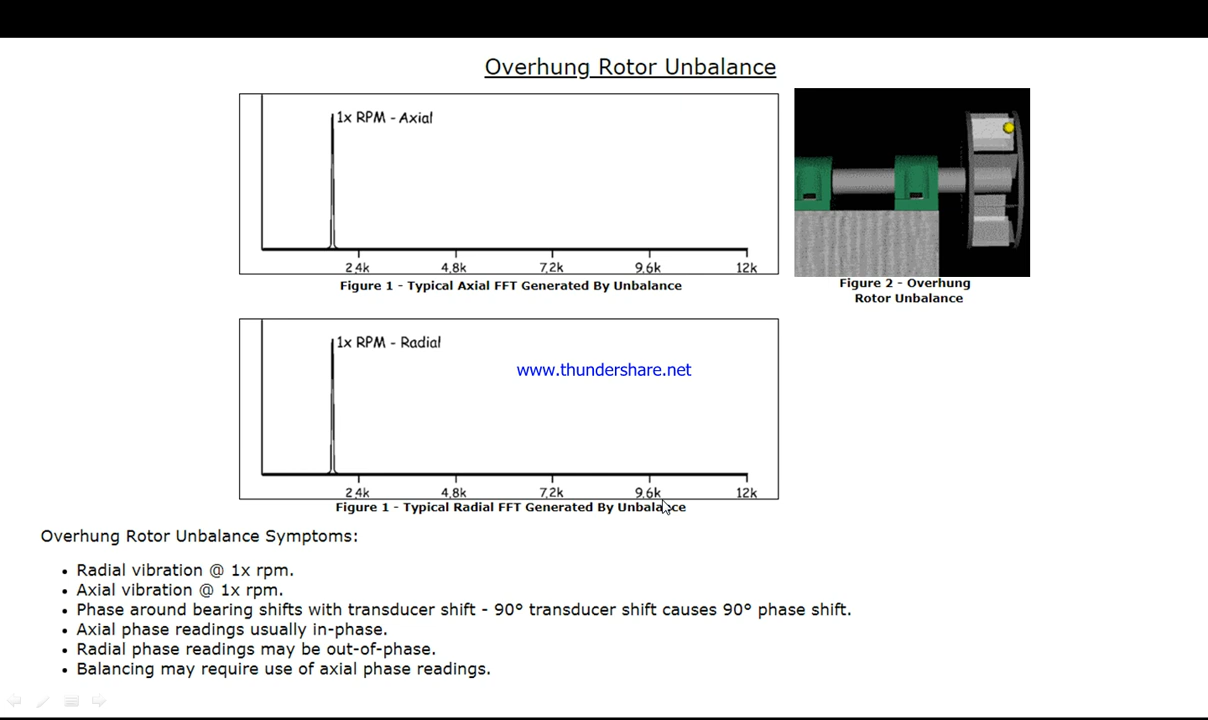 Overhung Rotor Unbalance
1x RPM - Axial
2.4k 4.8k 7.2k 9.6k 12k
Figure 1 - Typical Axial FFT Generated By Unbalance
Figure 2 - Overhung
Rotor Unbalance
1x RPM - Radial
www.thundershare.net
2.4k 4.8k 7.2k 9.6k 12k
Figure 1 - Typical Radial FFT Generated By Unbalance
Overhung Rotor Unbalance Symptoms:
• Radial vibration @ 1x rpm.
• Axial vibration @ 1x rpm.
• Phase around bearing shifts with transducer shift - 90° transducer shift causes 90° phase shift.
• Axial phase readings usually in-phase.
• Radial phase readings may be out-of-phase.
• Balancing may require use of axial phase readings.